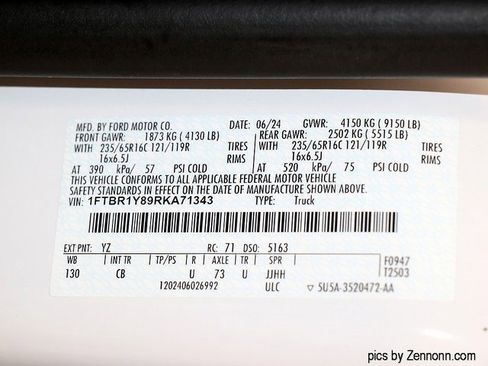 MFD. BY FORD MOTOR CO. DATE: 06/24 GVWR: 4150 KG ( 9150 LB)
FRONT GAWR: 1873 KG ( 4130 LB) REAR GAWR: 2502 KG ( 5515 LB)
WITH 235/65R16C 121/119R TIRES WITH 235/65R16C 121/119R TIRES
16x6.5J RIMS 16x6.5J RIMS
AT 390 kPa/ 57 PSI COLD AT 520 kPa/ 75 PSI COLD
THIS VEHICLE CONFORMS TO ALL APPLICABLE FEDERAL MOTOR VEHICLE
SAFETY STANDARDS IN EFFECT ON THE DATE OF MANUFACTURE SHOWN ABOVE.
VIN: 1FTBR1Y89RKA71343 TYPE: Truck
EXT PNT: YZ RC: 71 DSO: 5163
WB INT TR TP/PS R AXLE TR SPR F0947
130 CB U 73 U JJHH T2503
1202406026992 ULC ▽ 5U5A-3520472-AA
pics by Zennonn.com